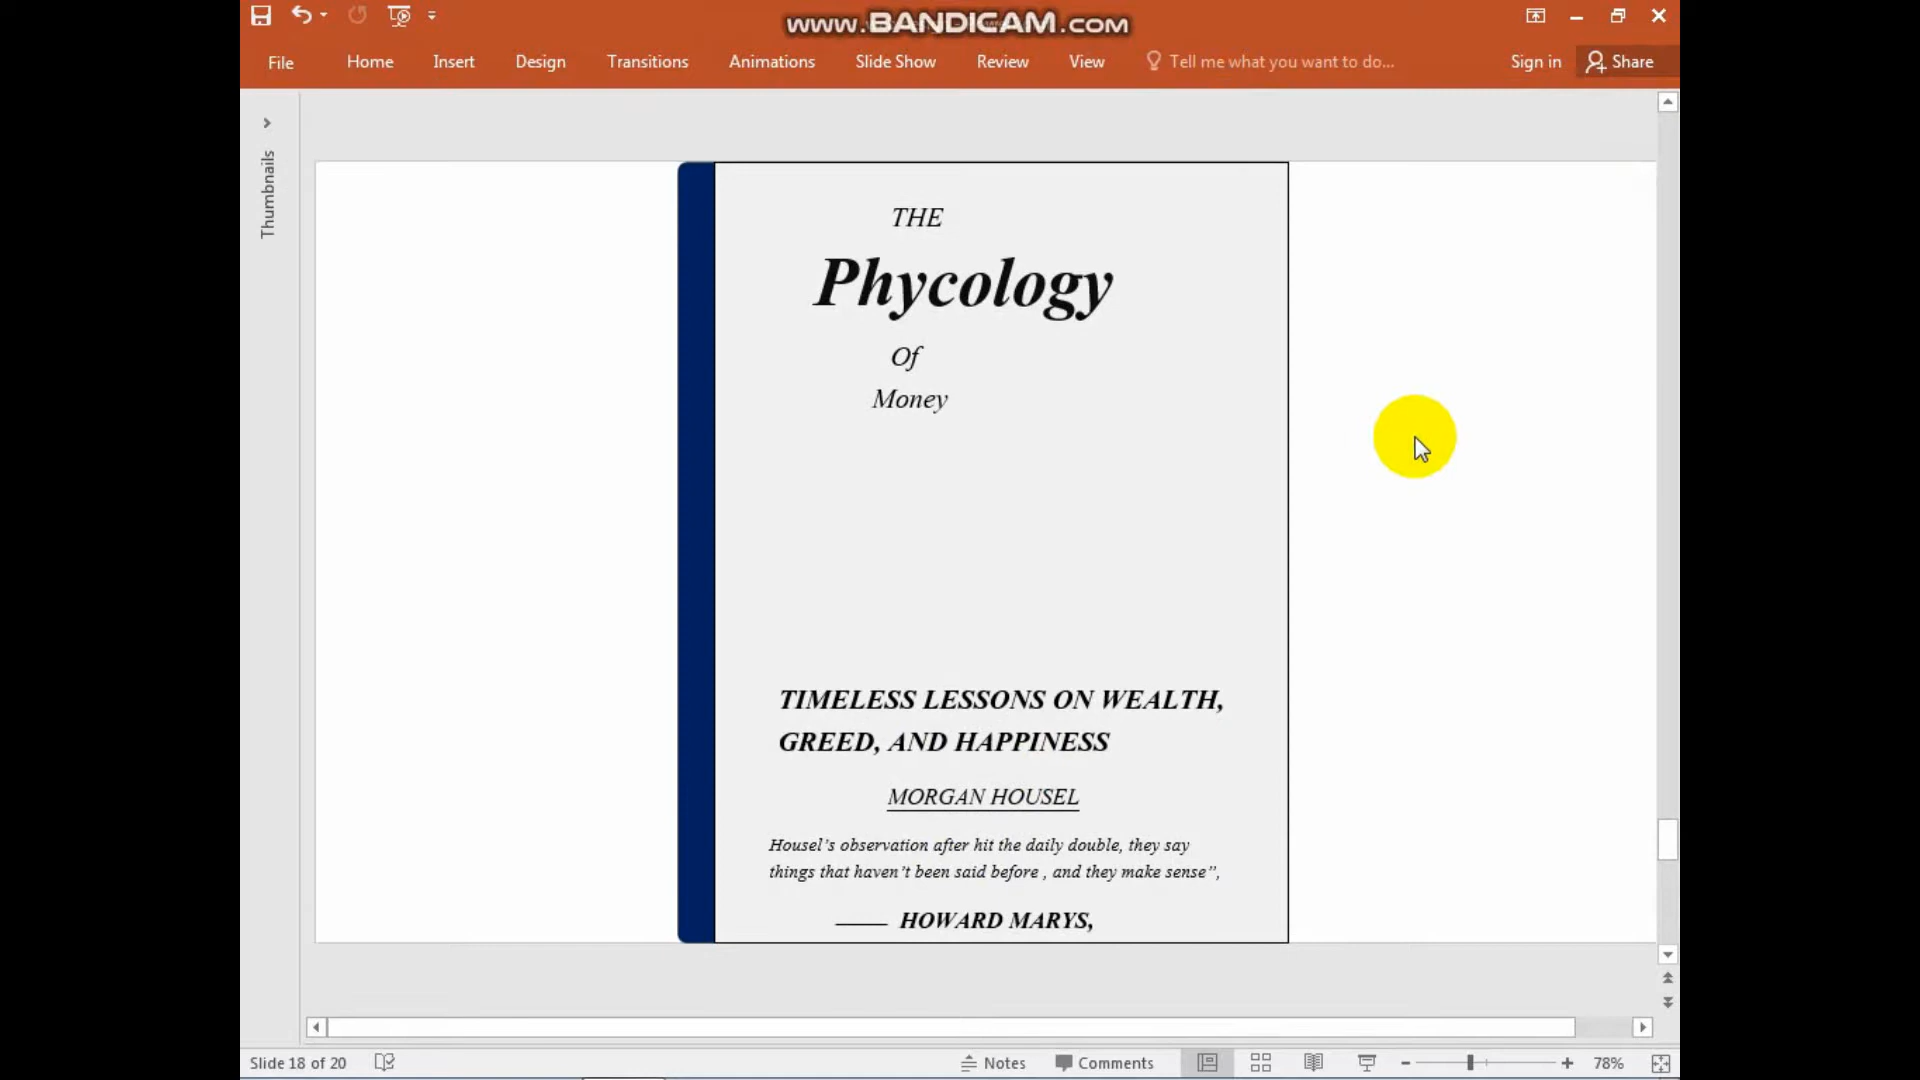 www.BANDICAM.com
File Home Insert Design Transitions Animations Slide Show Review View Tell me what you want to do... Sign in Share
Thumbnails
THE
Phycology
Of
Money
TIMELESS LESSONS ON WEALTH,
GREED, AND HAPPINESS
MORGAN HOUSEL
Housel’s observation after hit the daily double, they say
things that haven’t been said before , and they make sense”,
HOWARD MARYS,
Slide 18 of 20 Notes Comments 78%